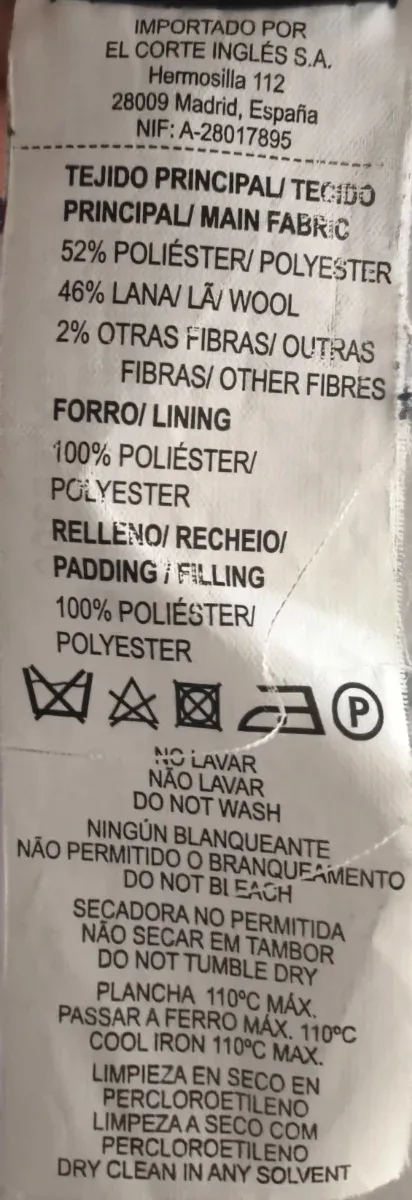 IMPORTADO POR
EL CORTE INGLÉS S.A.
Hermosilla 112
28009 Madrid, España
NIF: A-28017895
TEJIDO PRINCIPAL/ TECIDO
PRINCIPAL/ MAIN FABRIC
52% POLIÉSTER/ POLYESTER
46% LANA/ LÃ/ WOOL
2% OTRAS FIBRAS/ OUTRAS
FIBRAS/ OTHER FIBRES
FORRO/ LINING
100% POLIÉSTER/
POLYESTER
RELLENO/ RECHEIO/
PADDING / FILLING
100% POLIÉSTER/
POLYESTER
P
NO LAVAR
NÃO LAVAR
DO NOT WASH
NINGÚN BLANQUEANTE
NÃO PERMITIDO O BRANQUEAMENTO
DO NOT BLEACH
SECADORA NO PERMITIDA
NÃO SECAR EM TAMBOR
DO NOT TUMBLE DRY
PLANCHA 110ºC MÁX.
PASSAR A FERRO MÁX. 110ºC
COOL IRON 110ºC MAX.
LIMPIEZA EN SECO EN
PERCLOROETILENO
LIMPEZA A SECO COM
PERCLOROETILENO
DRY CLEAN IN ANY SOLVENT